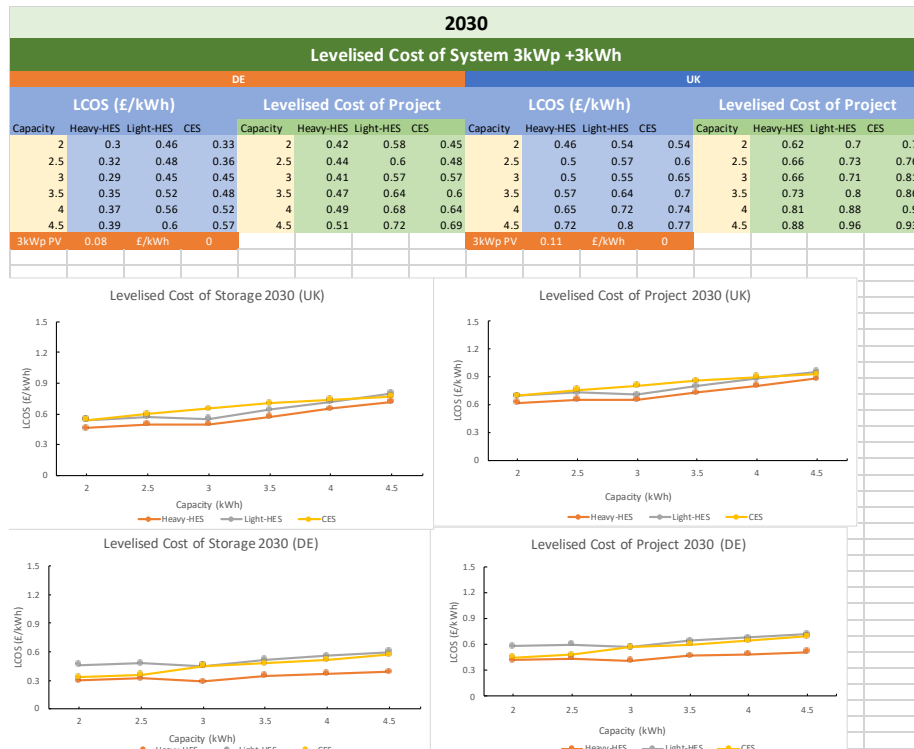 2030
Levelised Cost of System 3kWp +3kWh
DE UK
LCOS (£/kWh) Levelised Cost of Project LCOS (£/kWh) Levelised Cost of Project
Capacity Heavy-HES Light-HES CES Capacity Heavy-HES Light-HES CES Capacity Heavy-HES Light-HES CES Capacity Heavy-HES Light-HES CES
2 0.3 0.46 0.33 2 0.42 0.58 0.45 2 0.46 0.54 0.54 2 0.62 0.7
2.5 0.32 0.48 0.36 2.5 0.44 0.6 0.48 2.5 0.5 0.57 0.6 2.5 0.66 0.73
3 0.29 0.45 0.45 3 0.41 0.57 0.57 3 0.5 0.55 0.65 3 0.66 0.71
3.5 0.35 0.52 0.48 3.5 0.47 0.64 0.6 3.5 0.57 0.64 0.7 3.5 0.73 0.8
4 0.37 0.56 0.52 4 0.49 0.68 0.64 4 0.65 0.72 0.74 4 0.81 0.88
4.5 0.39 0.6 0.57 4.5 0.51 0.72 0.69 4.5 0.72 0.8 0.77 4.5 0.88 0.96
3kWp PV 0.08 £/kWh 0 3kWp PV 0.11 £/kWh 0
Levelised Cost of Storage 2030 (UK)
LCOS (£/kWh)
1.5
1.2
0.9
0.6
0.3
0
2 2.5 3 3.5 4 4.5
Capacity (kWh)
Heavy-HES Light-HES CES
Levelised Cost of Project 2030 (UK)
LCOS (£/kWh)
1.5
1.2
0.9
0.6
0.3
0
2 2.5 3 3.5 4 4.5
Capacity (kWh)
Heavy-HES Light-HES CES
Levelised Cost of Storage 2030 (DE)
LCOS (£/kWh)
1.5
1.2
0.9
0.6
0.3
0
2 2.5 3 3.5 4 4.5
Capacity (kWh)
Heavy-HES Light-HES CES
Levelised Cost of Project 2030 (DE)
LCOS (£/kWh)
1.5
1.2
0.9
0.6
0.3
0
2 2.5 3 3.5 4 4.5
Capacity (kWh)
Heavy-HES Light-HES CES